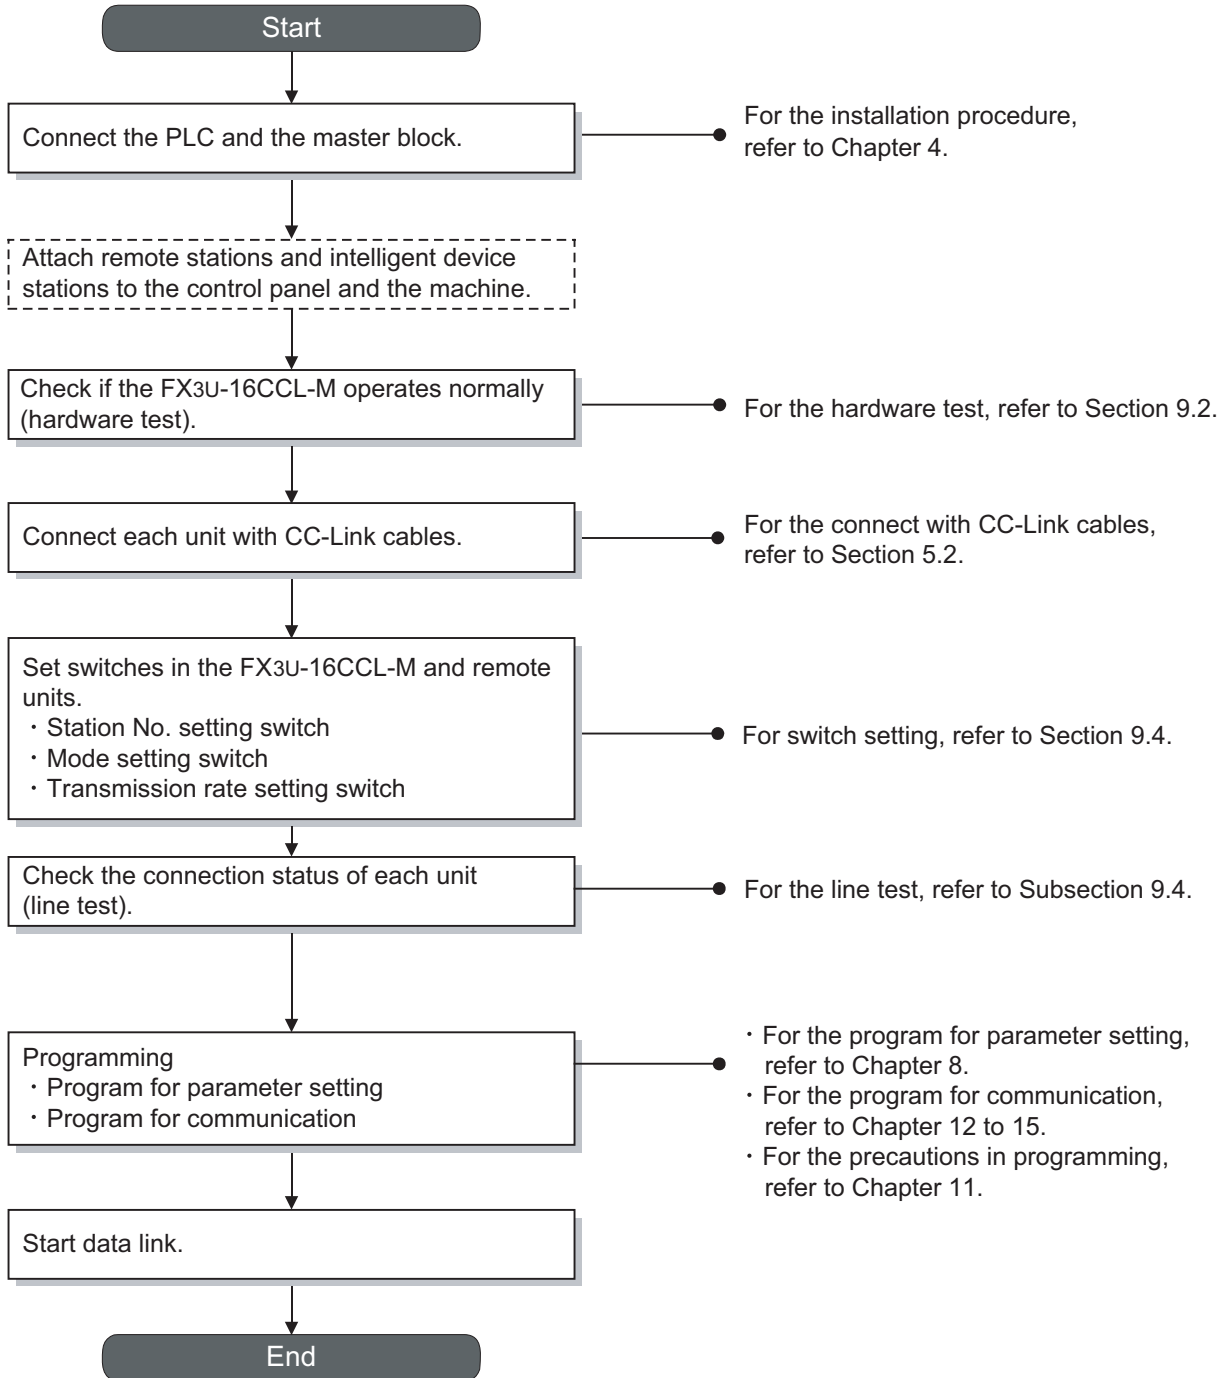 Start
Connect the PLC and the master block.
For the installation procedure,
refer to Chapter 4.
Attach remote stations and intelligent device
stations to the control panel and the machine.
Check if the FX3U-16CCL-M operates normally
(hardware test).
For the hardware test, refer to Section 9.2.
Connect each unit with CC-Link cables.
For the connect with CC-Link cables,
refer to Section 5.2.
Set switches in the FX3U-16CCL-M and remote
units.
・Station No. setting switch
・Mode setting switch
・Transmission rate setting switch
For switch setting, refer to Section 9.4.
Check the connection status of each unit
(line test).
For the line test, refer to Subsection 9.4.
Programming
・Program for parameter setting
・Program for communication
・For the program for parameter setting,
refer to Chapter 8.
・For the program for communication,
refer to Chapter 12 to 15.
・For the precautions in programming,
refer to Chapter 11.
Start data link.
End